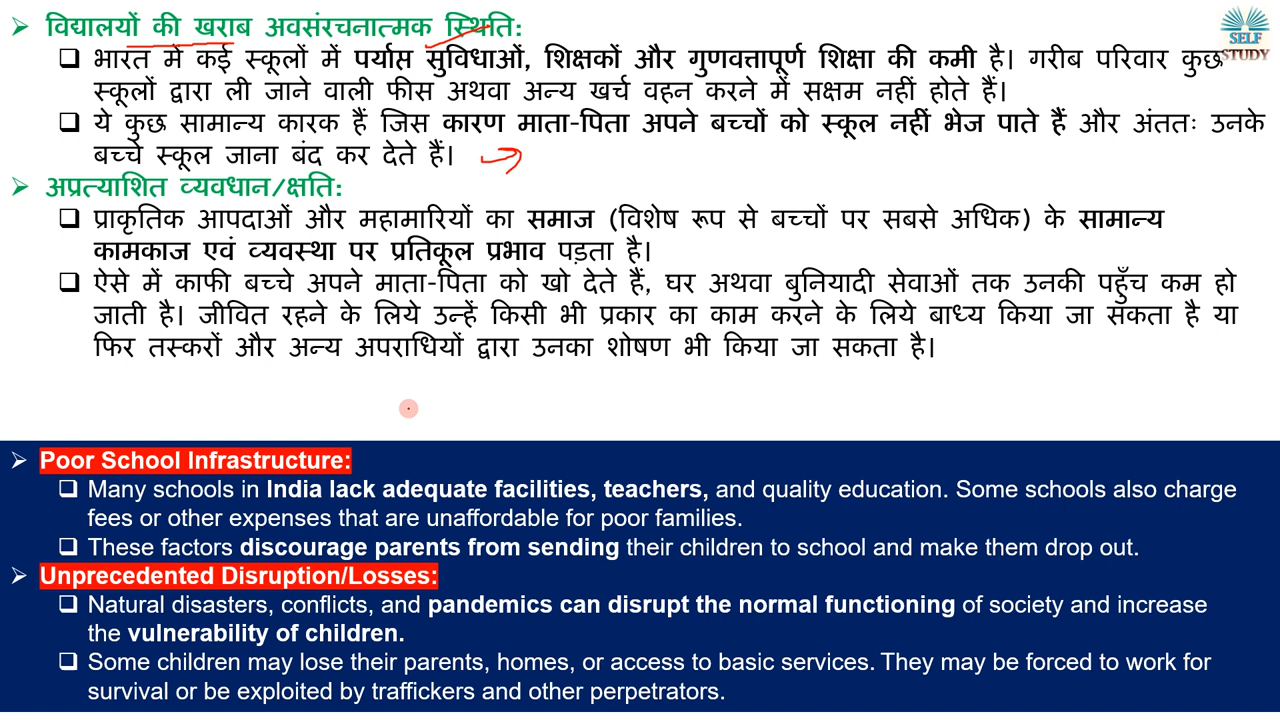 ➢ विद्यालयों की खराब अवसंरचनात्मक स्थिति:
❑ भारत में कई स्कूलों में पर्याप्त सुविधाओं, शिक्षकों और गुणवत्तापूर्ण शिक्षा की कमी है। गरीब परिवार कुछ
स्कूलों द्वारा ली जाने वाली फीस अथवा अन्य खर्च वहन करने में सक्षम नहीं होते हैं।
❑ ये कुछ सामान्य कारक हैं जिस कारण माता-पिता अपने बच्चों को स्कूल नहीं भेज पाते हैं और अंततः उनके
बच्चे स्कूल जाना बंद कर देते हैं।
➢ अप्रत्याशित व्यवधान/क्षति:
❑ प्राकृतिक आपदाओं और महामारियों का समाज (विशेष रूप से बच्चों पर सबसे अधिक) के सामान्य
कामकाज एवं व्यवस्था पर प्रतिकूल प्रभाव पड़ता है।
❑ ऐसे में काफी बच्चे अपने माता-पिता को खो देते हैं, घर अथवा बुनियादी सेवाओं तक उनकी पहुँच कम हो
जाती है। जीवित रहने के लिये उन्हें किसी भी प्रकार का काम करने के लिये बाध्य किया जा सकता है या
फिर तस्करों और अन्य अपराधियों द्वारा उनका शोषण भी किया जा सकता है।
SELF
STUDY
➢ Poor School Infrastructure:
❑ Many schools in India lack adequate facilities, teachers, and quality education. Some schools also charge
fees or other expenses that are unaffordable for poor families.
❑ These factors discourage parents from sending their children to school and make them drop out.
➢ Unprecedented Disruption/Losses:
❑ Natural disasters, conflicts, and pandemics can disrupt the normal functioning of society and increase
the vulnerability of children.
❑ Some children may lose their parents, homes, or access to basic services. They may be forced to work for
survival or be exploited by traffickers and other perpetrators.